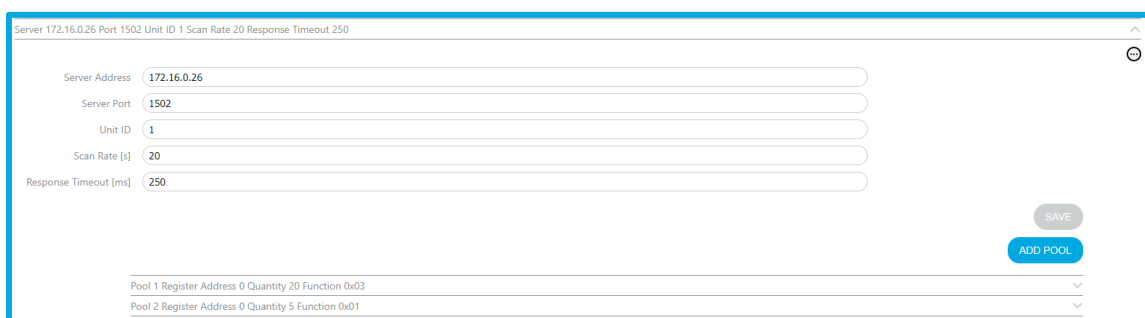 Server 172.16.0.26 Port 1502 Unit ID 1 Scan Rate 20 Response Timeout 250
Server Address 172.16.0.26
Server Port 1502
Unit ID 1
Scan Rate [s] 20
Response Timeout [ms] 250
SAVE
ADD POOL
Pool 1 Register Address 0 Quantity 20 Function 0x03
Pool 2 Register Address 0 Quantity 5 Function 0x01